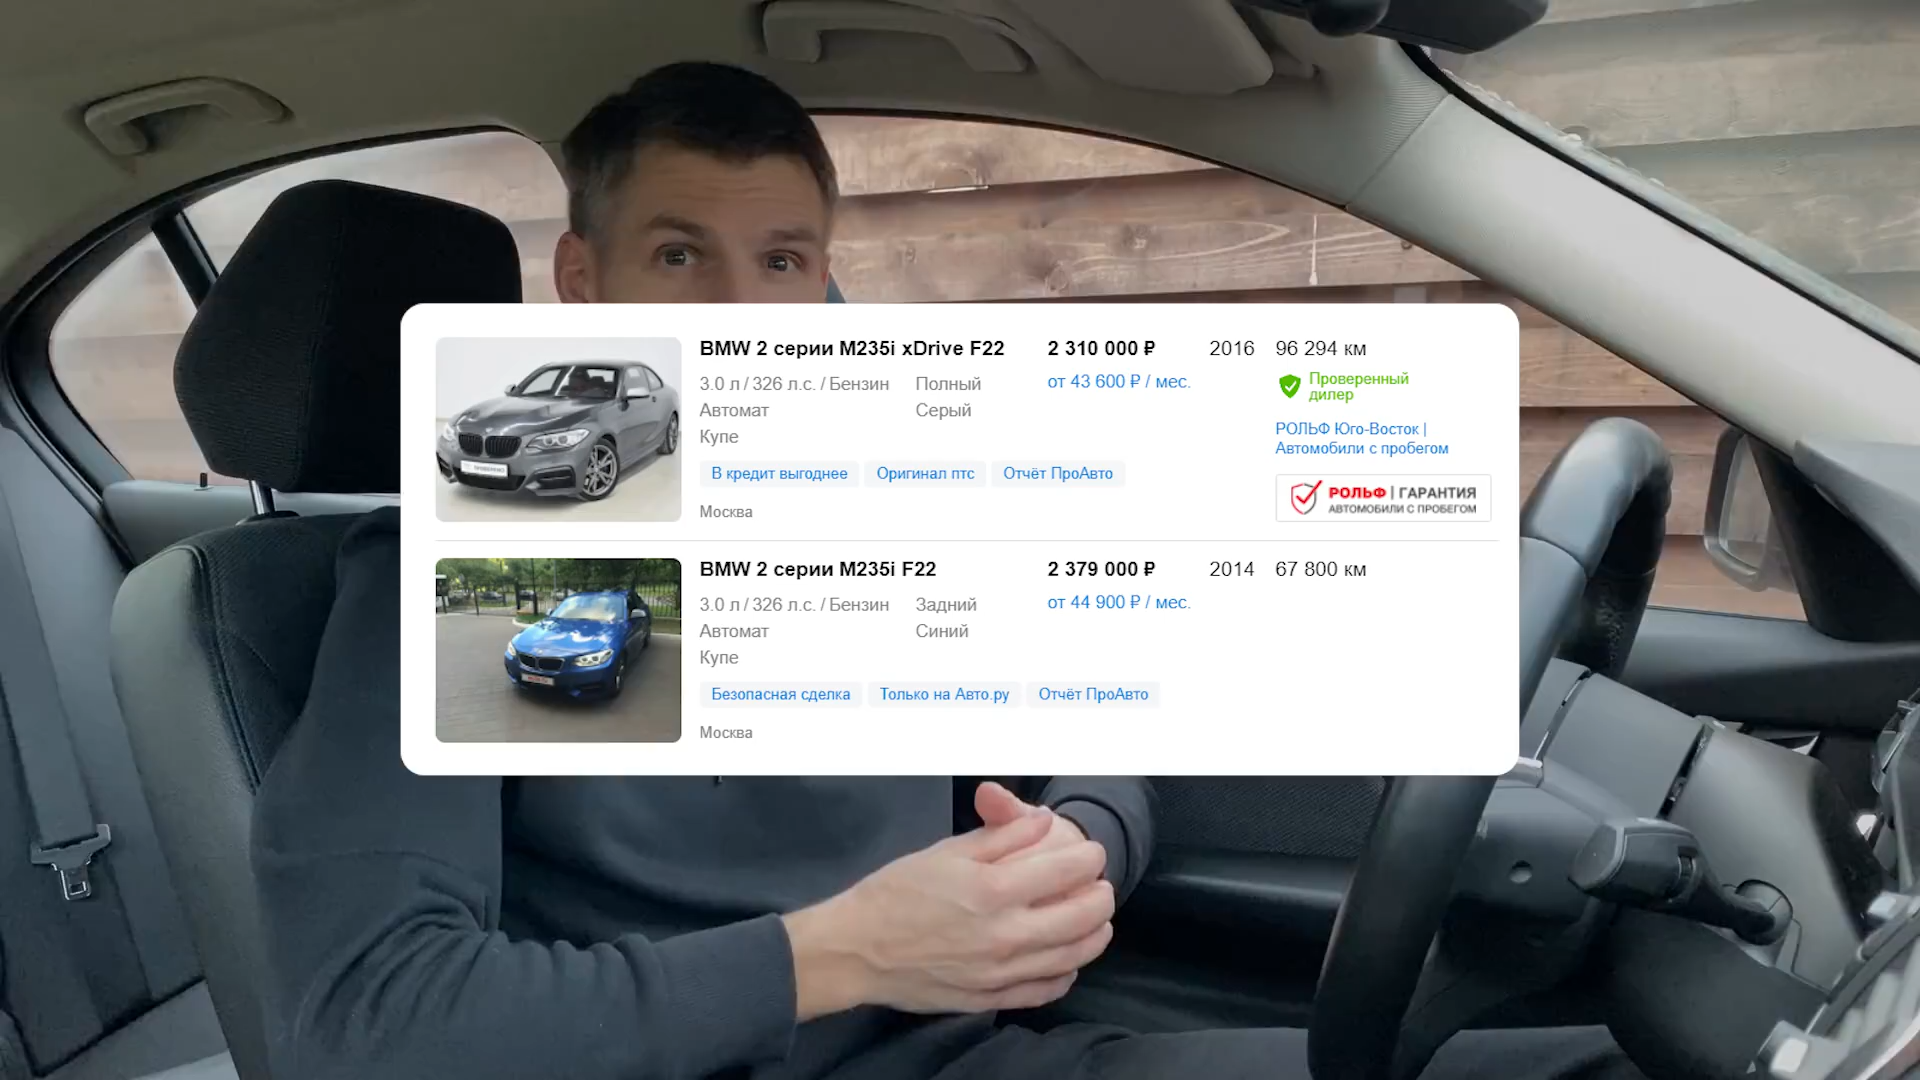 BMW 2 серии M235i xDrive F22
2 310 000 ₽
2016
96 294 км
3.0 л / 326 л.с. / Бензин
Полный
от 43 600 ₽ / мес.
Проверенный
дилер
Автомат
Серый
Купе
РОЛЬФ Юго-Восток |
Автомобили с пробегом
В кредит выгоднее
Оригинал птс
Отчёт ПроАвто
РОЛЬФ | ГАРАНТИЯ
АВТОМОБИЛИ С ПРОБЕГОМ
Москва
BMW 2 серии M235i F22
2 379 000 ₽
2014
67 800 км
3.0 л / 326 л.с. / Бензин
Задний
от 44 900 ₽ / мес.
Автомат
Синий
Купе
Безопасная сделка
Только на Авто.ру
Отчёт ПроАвто
Москва